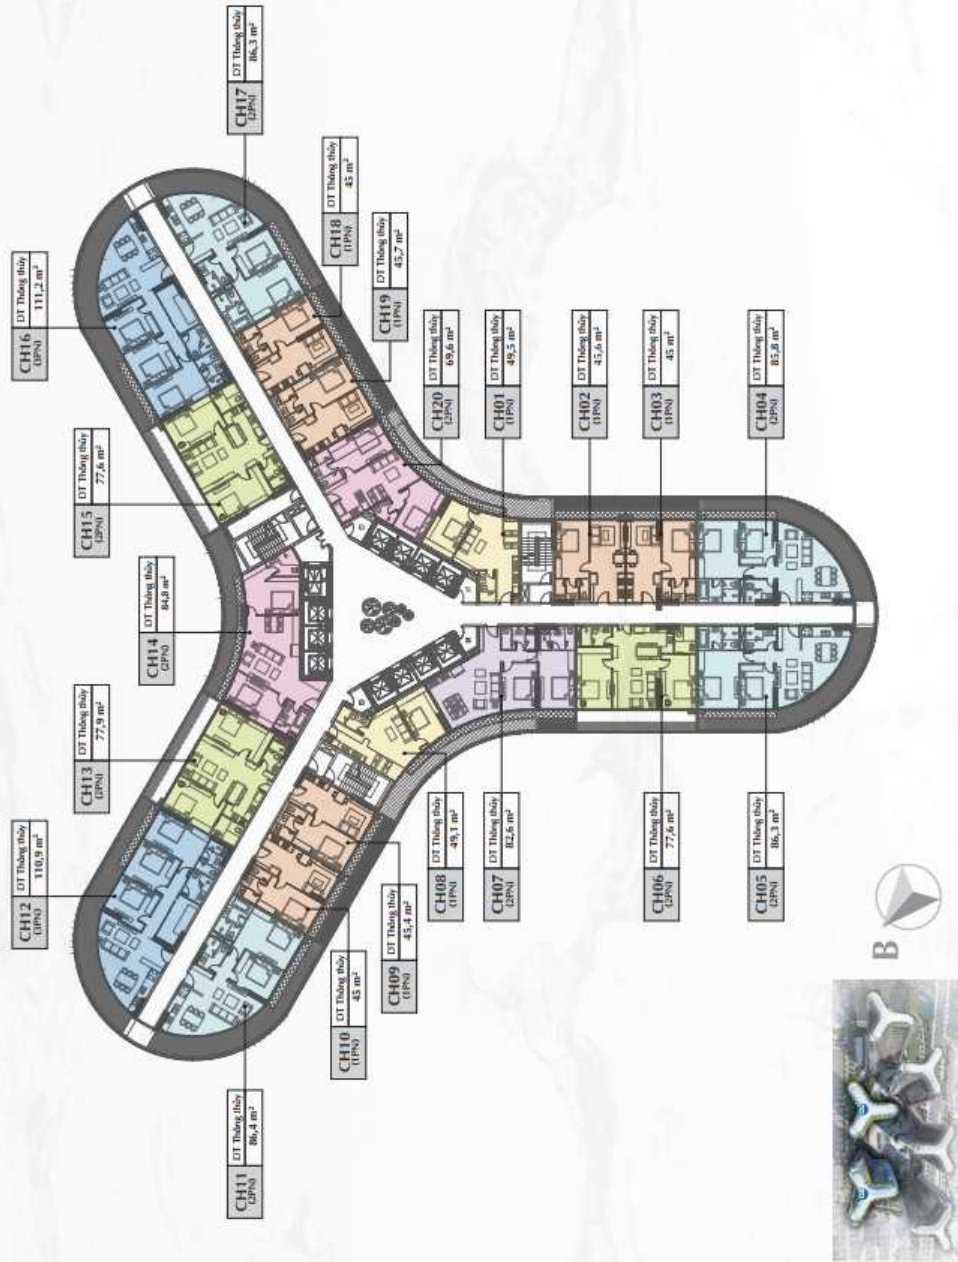 CH12
(3PN)
DT Thông thủy
110,9 m²
CH16
(3PN)
DT Thông thủy
111,2 m²
CH13
(2PN)
DT Thông thủy
77,9 m²
CH15
(2PN)
DT Thông thủy
77,6 m²
CH14
(2PN)
DT Thông thủy
84,8 m²
CH11
(2PN)
DT Thông thủy
86,4 m²
CH17
(2PN)
DT Thông thủy
86,3 m²
CH10
(1PN)
DT Thông thủy
45 m²
CH18
(1PN)
DT Thông thủy
45 m²
CH09
(1PN)
DT Thông thủy
45,4 m²
CH19
(1PN)
DT Thông thủy
45,7 m²
CH08
(1PN)
DT Thông thủy
49,1 m²
CH20
(2PN)
DT Thông thủy
69,6 m²
CH07
(2PN)
DT Thông thủy
82,6 m²
CH01
(1PN)
DT Thông thủy
49,5 m²
CH02
(1PN)
DT Thông thủy
45,6 m²
CH06
(2PN)
DT Thông thủy
77,6 m²
CH03
(1PN)
DT Thông thủy
45 m²
CH05
(2PN)
DT Thông thủy
86,3 m²
CH04
(2PN)
DT Thông thủy
85,8 m²
B